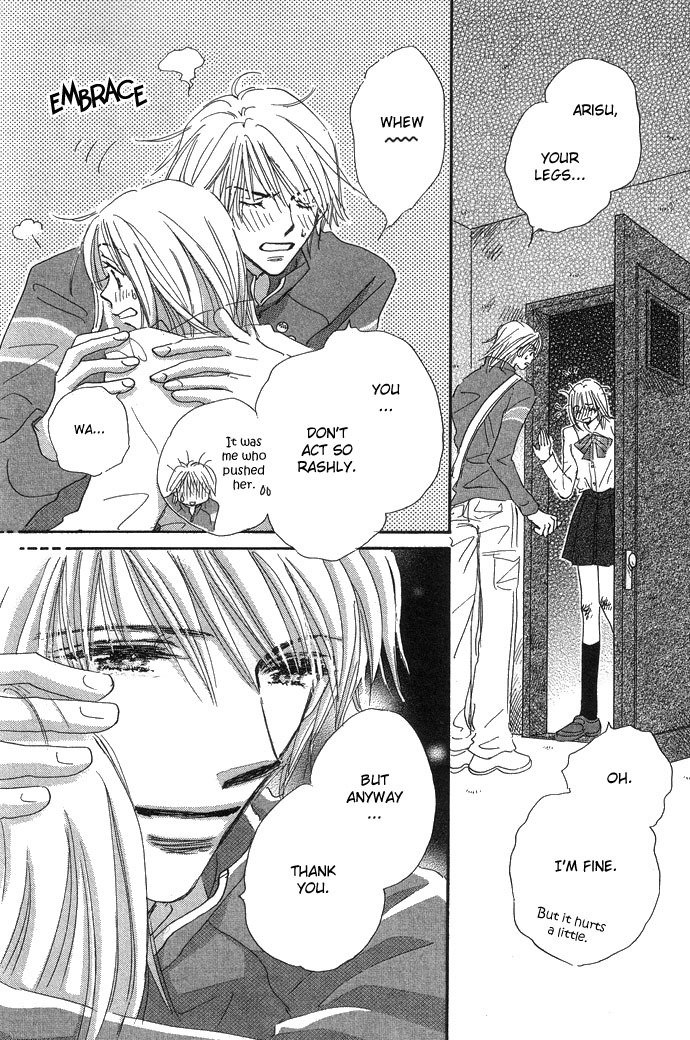 ARISU,
YOUR
LEGS...
OH.
I'M FINE.
But it hurts
a little.
WHEW
EMBRACE
YOU
...
DON'T
ACT SO
RASHLY.
It was
me who
pushed
her.
WA...
BUT
ANYWAY
...
THANK
YOU.